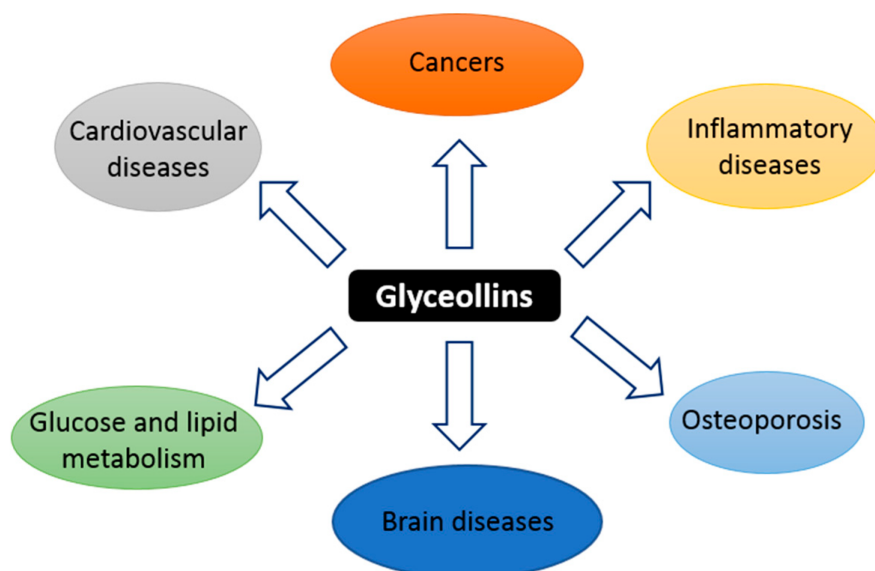 Cancers
Cardiovascular
diseases
Inflammatory
diseases
Glyceollins
Glucose and lipid
metabolism
Osteoporosis
Brain diseases